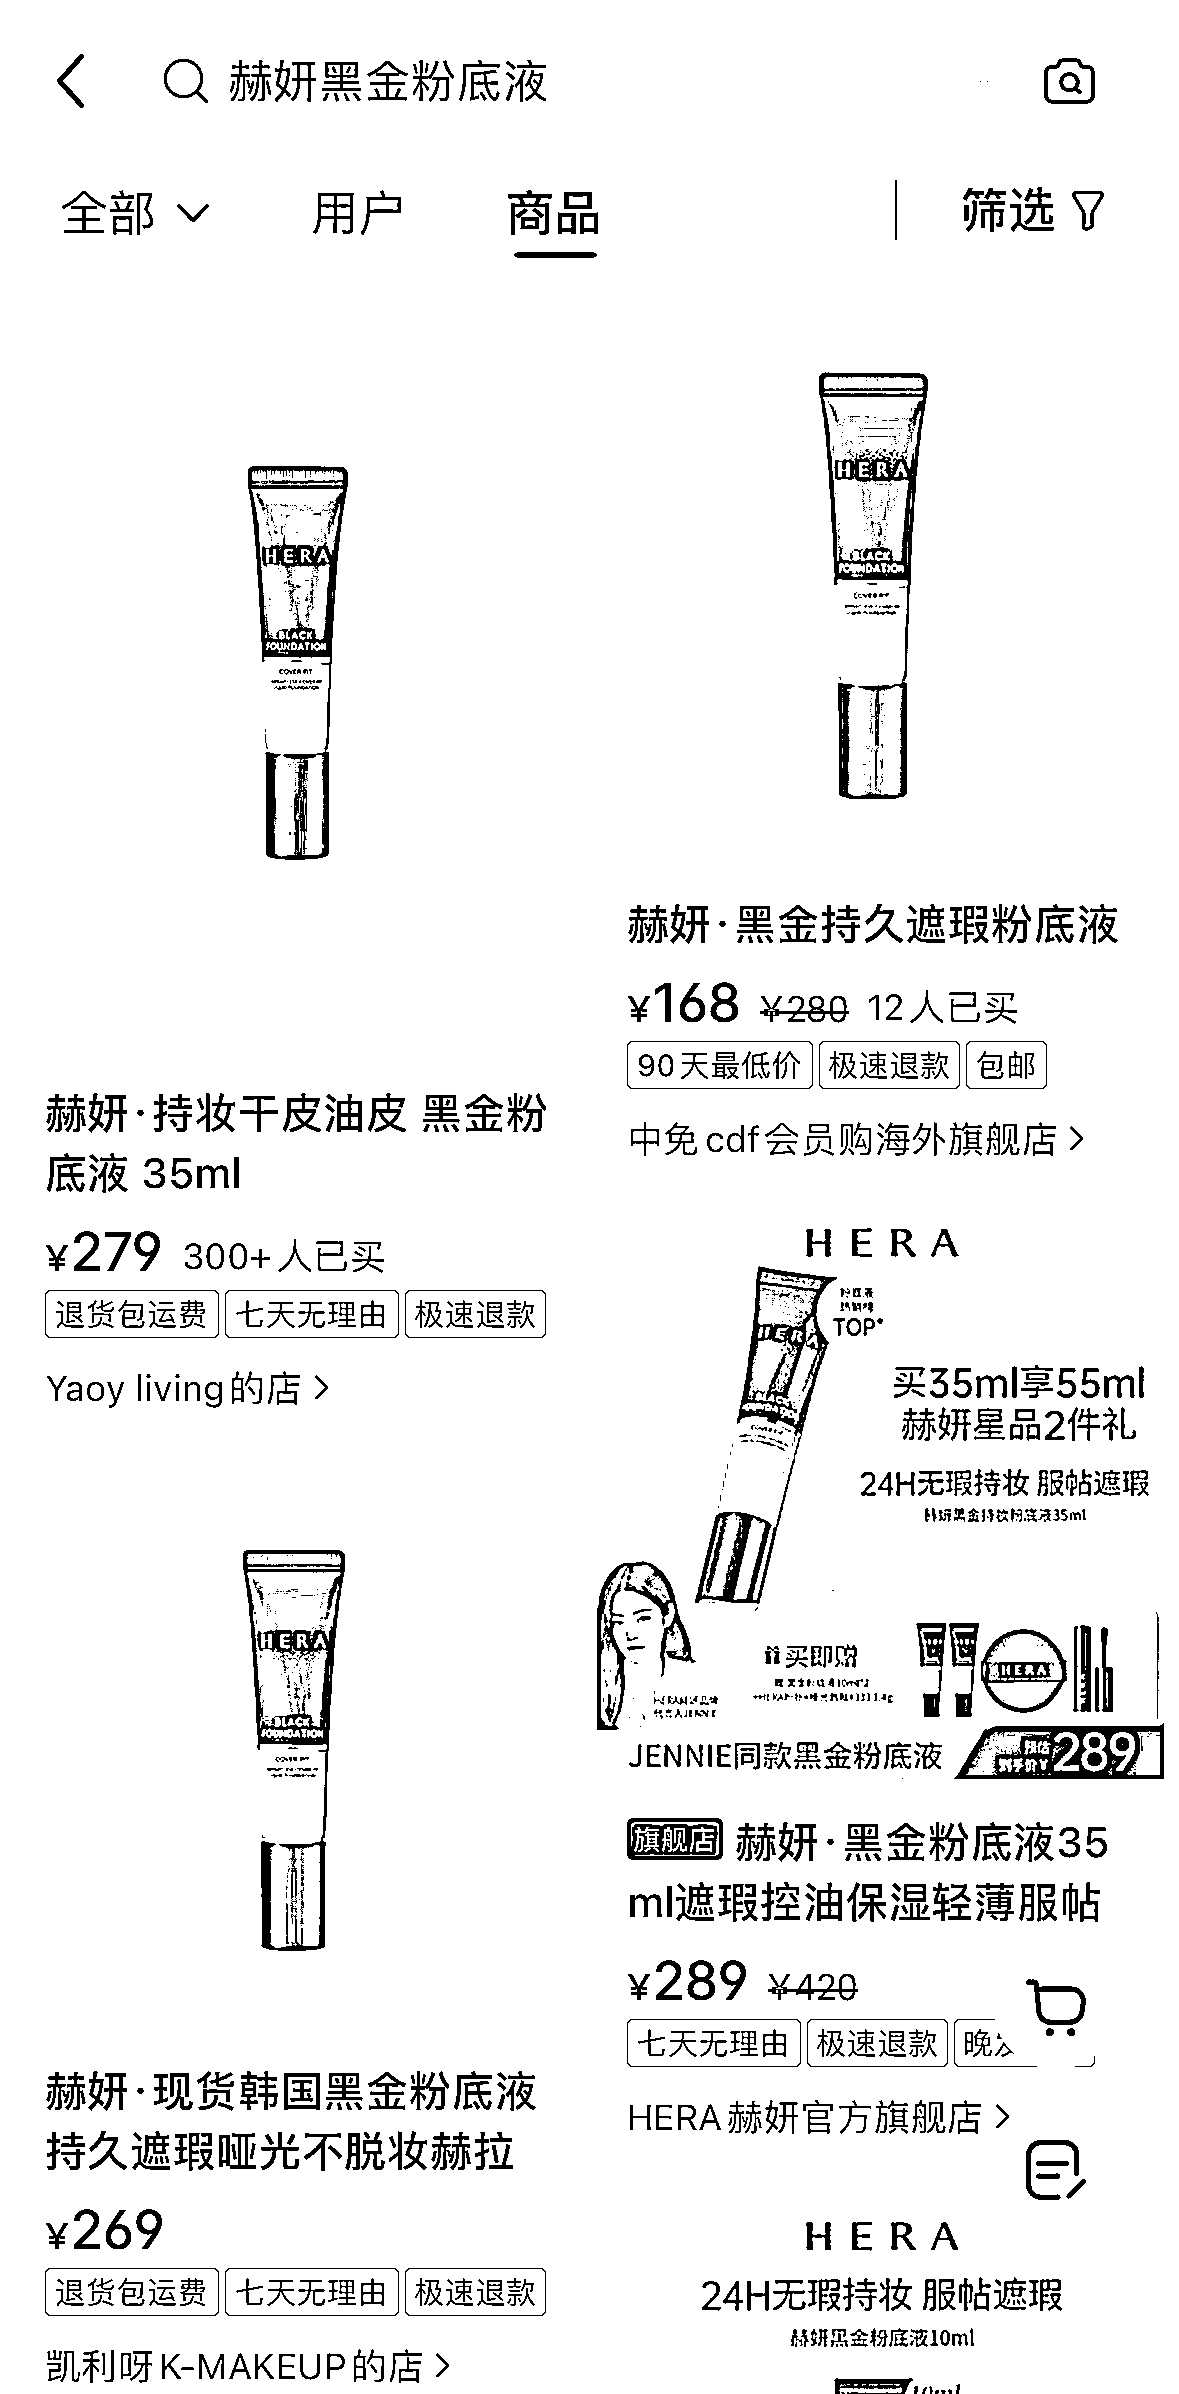 赫妍黑金粉底液
全部 用户 商品 筛选
HERA
BLACK
FOUNDATION
COVER FIT
赫妍·持妆干皮油皮 黑金粉
底液 35ml
¥279 300+人已买
退货包运费 七天无理由 极速退款
Yaoy living的店
HERA
BLACK
FOUNDATION
COVER FIT
赫妍·黑金持久遮瑕粉底液
¥168 ¥280 12人已买
90天最低价 极速退款 包邮
中免cdf会员购海外旗舰店
HERA
BLACK
FOUNDATION
COVER FIT
赫妍·现货韩国黑金粉底液
持久遮瑕哑光不脱妆赫拉
¥269
退货包运费 七天无理由 极速退款
凯利呀K-MAKEUP的店
HERA
HERA
TOP*
买35ml享55ml
赫妍星品2件礼
24H无瑕持妆 服帖遮瑕
赫妍黑金持妆粉底液35ml
买即赠
HERA
JENNIE同款黑金粉底液
289
旗舰店 赫妍·黑金粉底液35
ml遮瑕控油保湿轻薄服帖
¥289 ¥420
七天无理由 极速退款 晚
HERA赫妍官方旗舰店
HERA
24H无瑕持妆 服帖遮瑕
赫妍黑金粉底液10ml
10ml